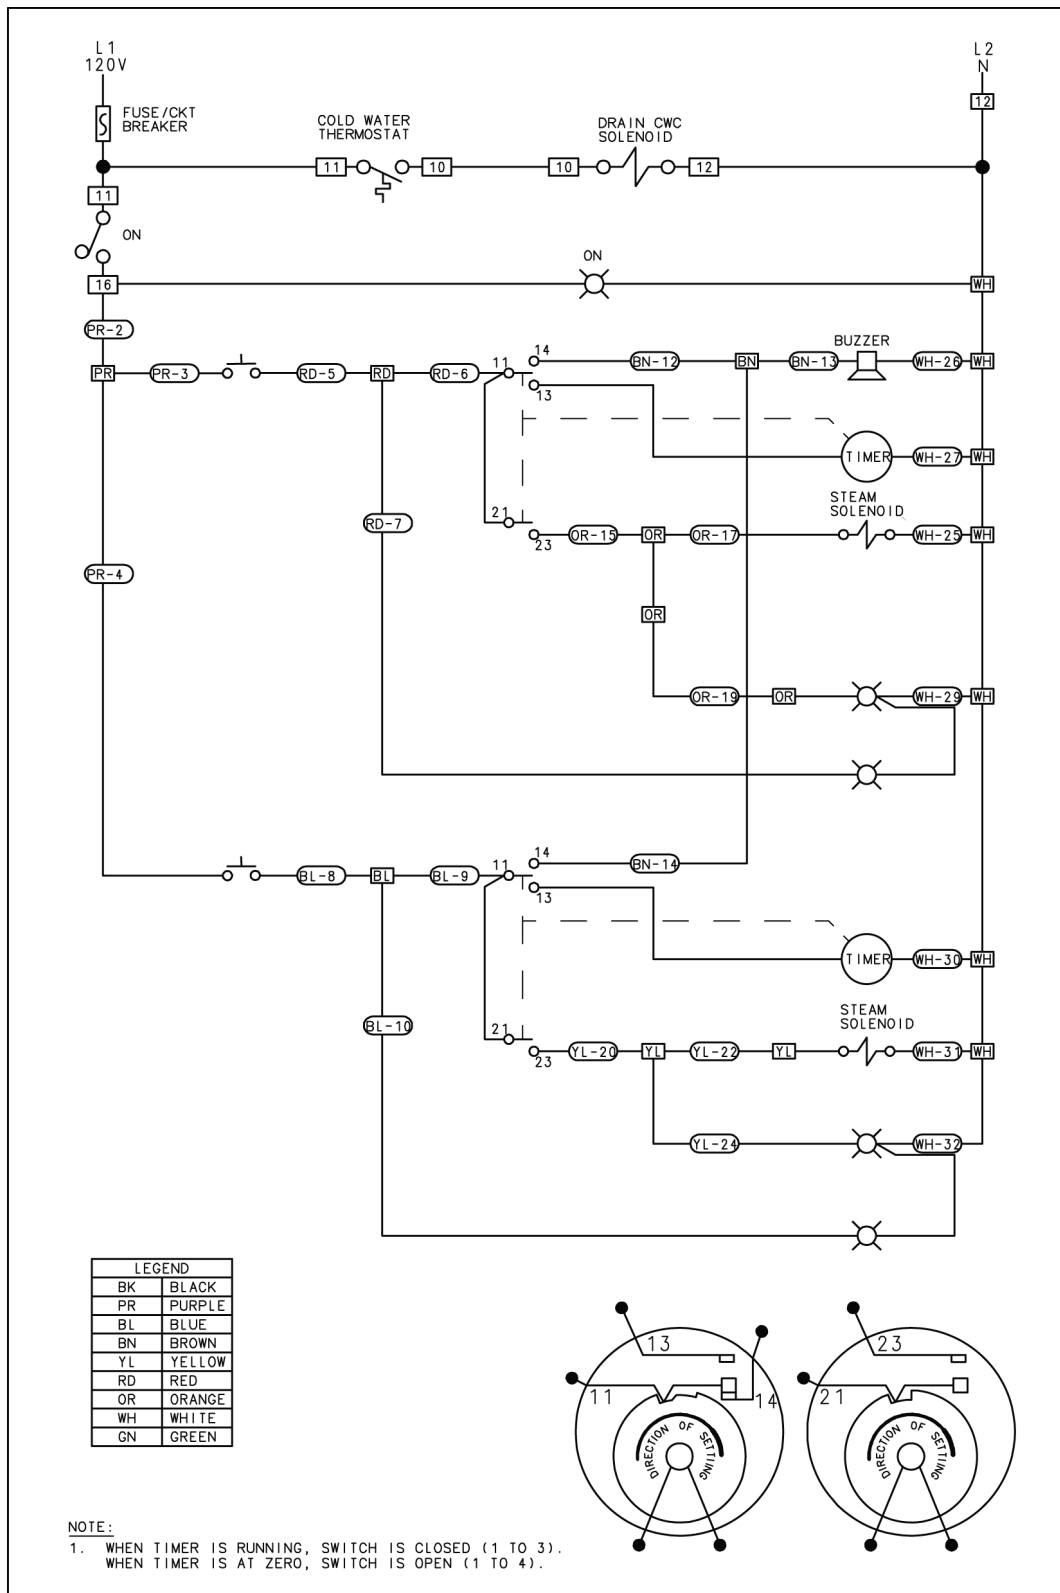 L1
120V
L2
N
12
FUSE/CKT
BREAKER
COLD WATER
THERMOSTAT
DRAIN CWC
SOLENOID
11
10
10
12
11
ON
16
ON
WH
PR-2
PR
PR-3
RD-5
RD
RD-6
11
14
13
BN-12
BN
BN-13
BUZZER
WH-26
WH
TIMER
WH-27
WH
STEAM
SOLENOID
RD-7
21
23
OR-15
OR
OR-17
WH-25
WH
PR-4
OR
OR-19
OR
WH-29
WH
BL-8
BL
BL-9
11
14
13
BN-14
TIMER
WH-30
WH
STEAM
SOLENOID
BL-10
21
23
YL-20
YL
YL-22
YL
WH-31
WH
YL-24
WH-32
LEGEND
BK BLACK
PR PURPLE
BL BLUE
BN BROWN
YL YELLOW
RD RED
OR ORANGE
WH WHITE
GN GREEN
13
11
14
DIRECTION OF SETTING
23
21
DIRECTION OF SETTING
NOTE:
1. WHEN TIMER IS RUNNING, SWITCH IS CLOSED (1 TO 3).
WHEN TIMER IS AT ZERO, SWITCH IS OPEN (1 TO 4).